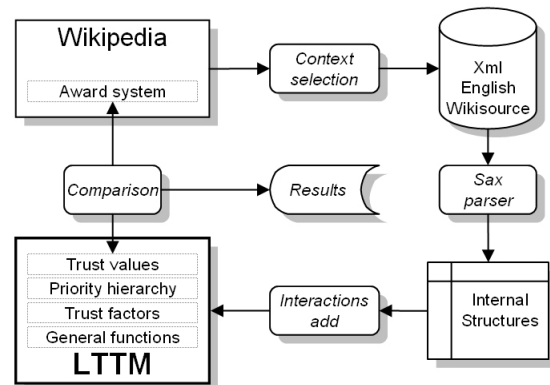 Wikipedia
Award system
Context
selection
Xml
English
Wikisource
Comparison
Results
Sax
parser
Trust values
Priority hierarchy
Trust factors
General functions
LTTM
Interactions
add
Internal
Structures